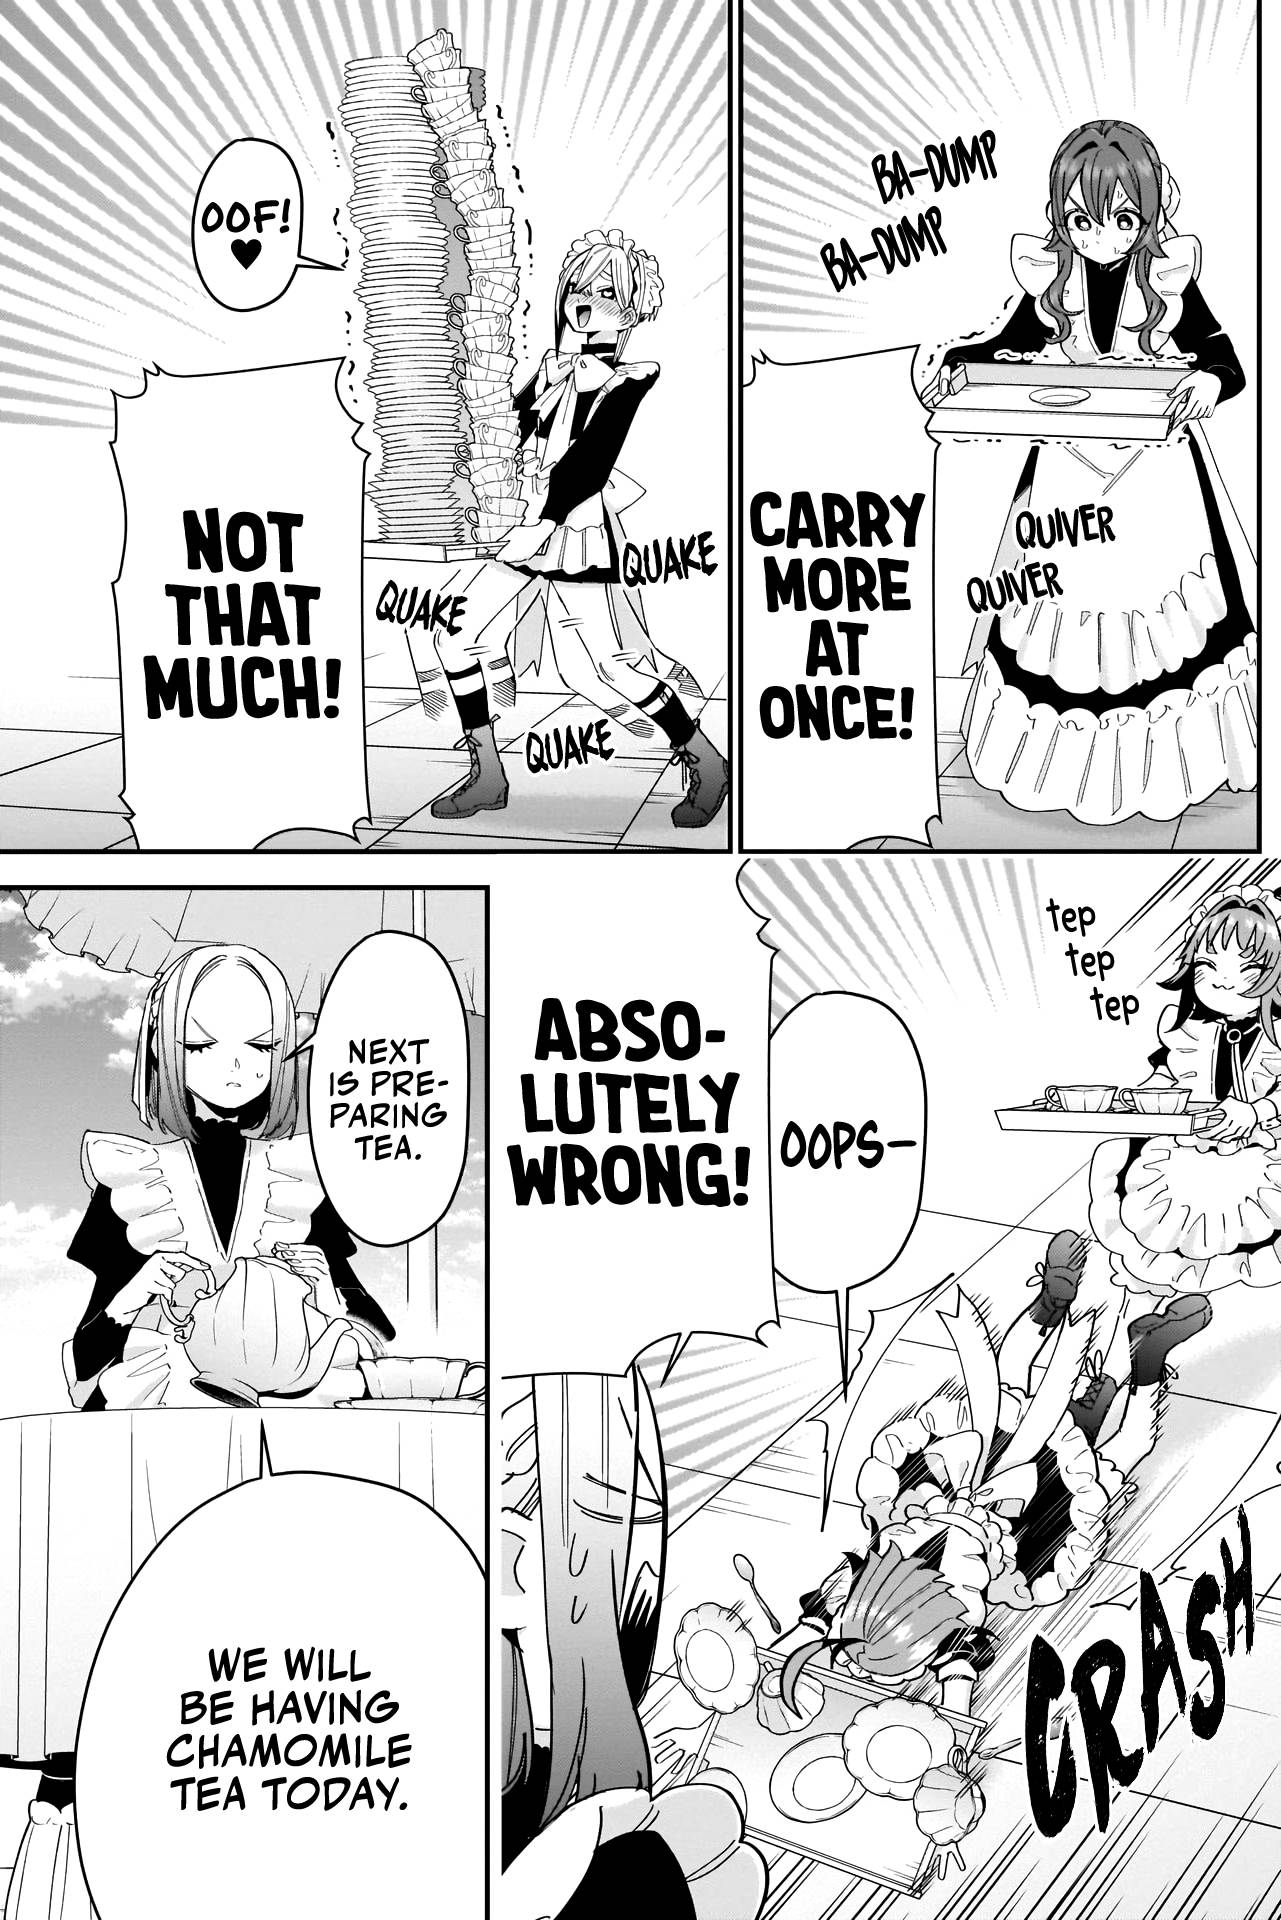 BA-DUMP
BA-DUMP
CARRY
MORE
AT
ONCE!
QUIVER
QUIVER
OOF!
♥
NOT
THAT
MUCH!
QUAKE
QUAKE
QUAKE
tep
tep
tep
OOPS–
ABSO-
LUTELY
WRONG!
CRASH
NEXT
IS PRE-
PARING
TEA.
WE WILL
BE HAVING
CHAMOMILE
TEA TODAY.